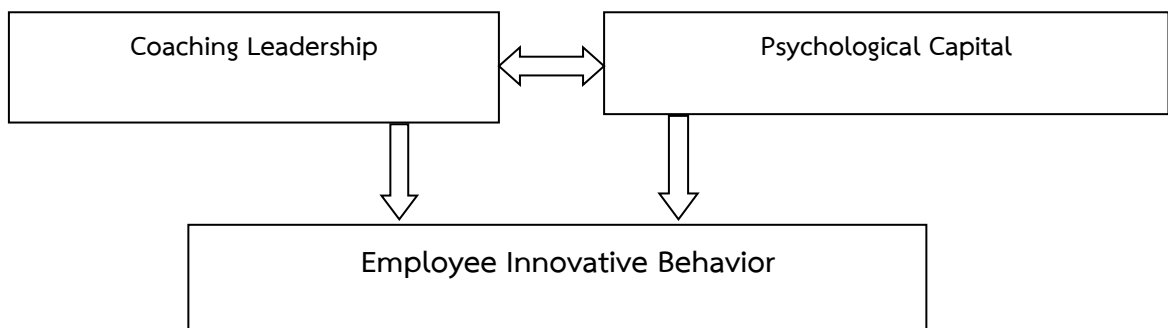 Coaching Leadership
Psychological Capital
Employee Innovative Behavior